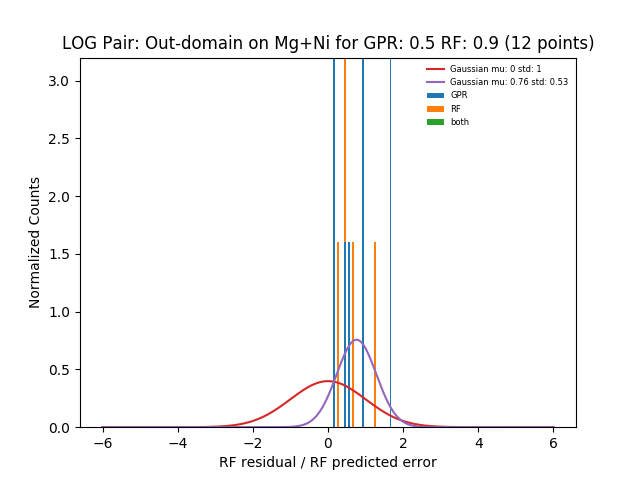 LOG Pair: Out-domain on Mg+Ni for GPR: 0.5 RF: 0.9 (12 points)
Gaussian mu: 0 std: 1
Gaussian mu: 0.76 std: 0.53
GPR
RF
both
Normalized Counts
3.0
2.5
2.0
1.5
1.0
0.5
0.0
−6 −4 −2 0 2 4 6
RF residual / RF predicted error